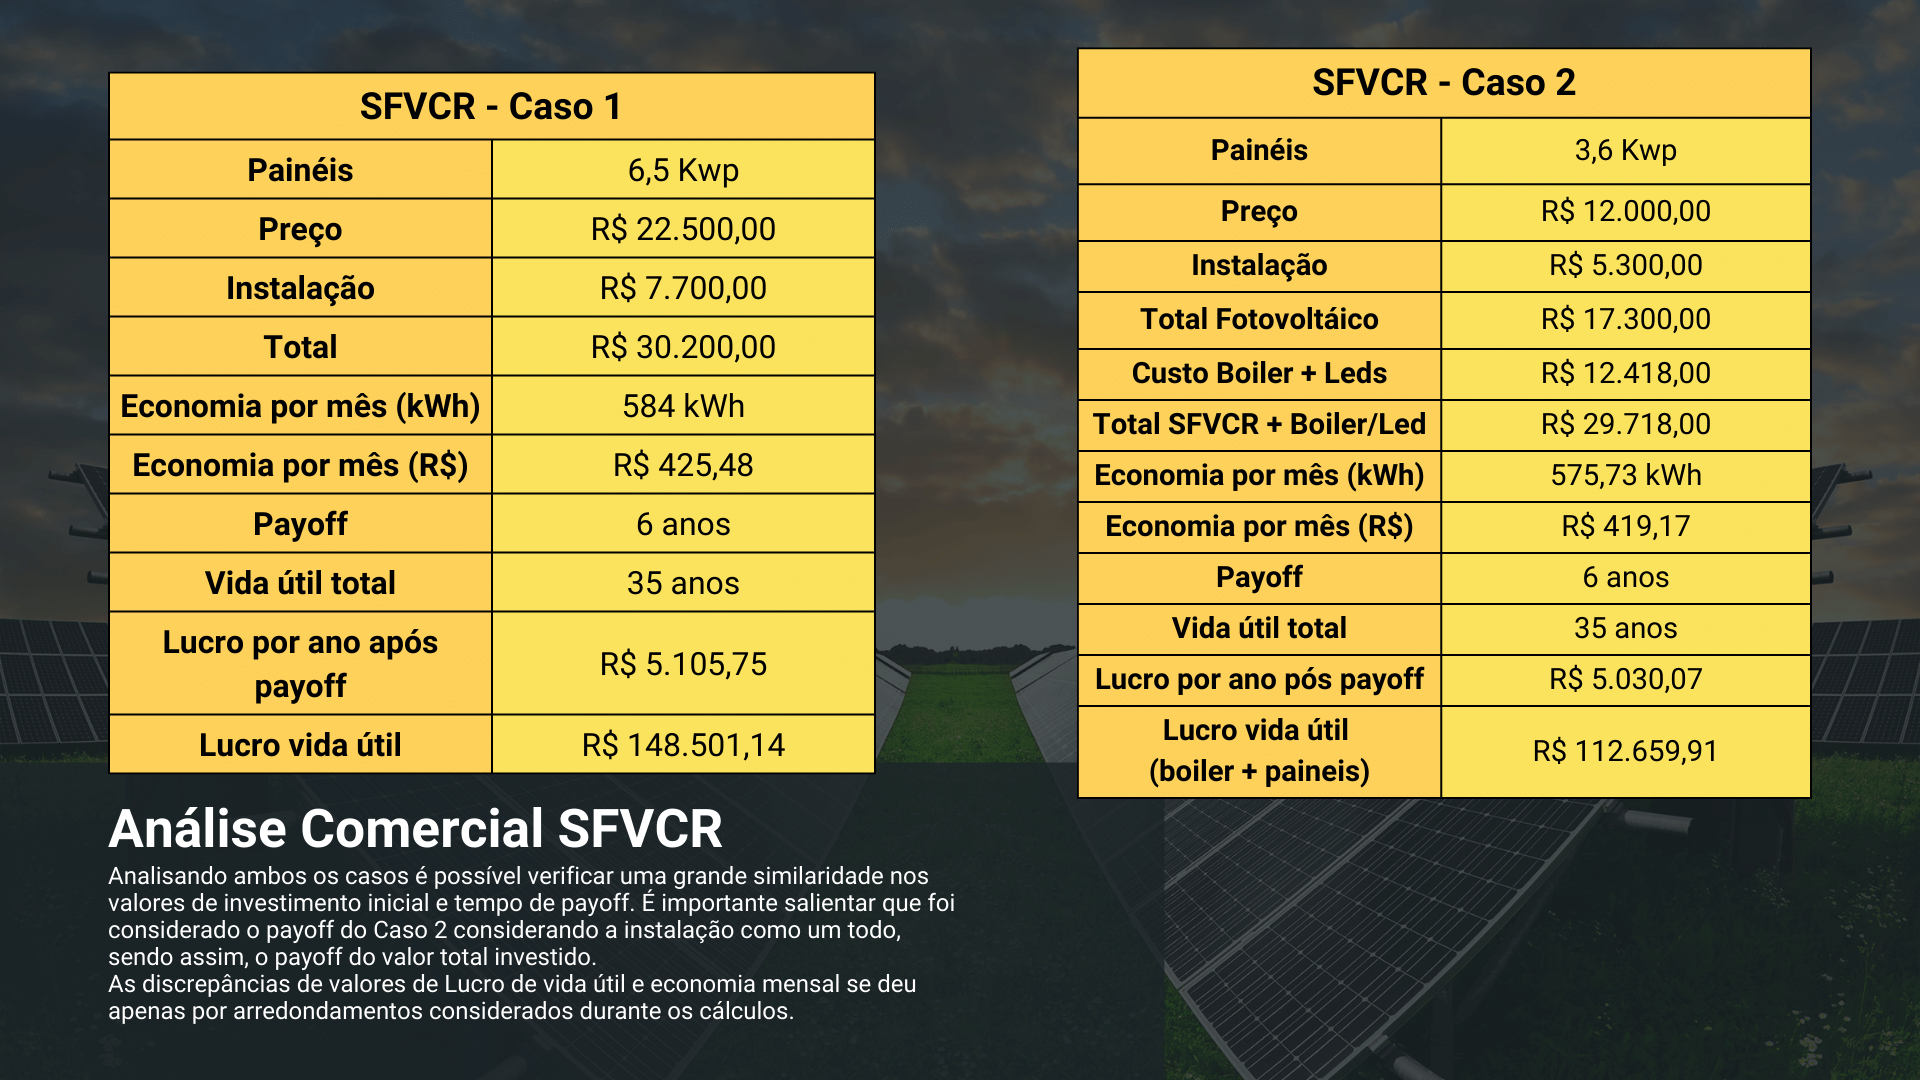 SFVCR - Caso 1
Painéis 6,5 Kwp
Preço R$ 22.500,00
Instalação R$ 7.700,00
Total R$ 30.200,00
Economia por mês (kWh) 584 kWh
Economia por mês (R$) R$ 425,48
Payoff 6 anos
Vida útil total 35 anos
Lucro por ano após
payoff R$ 5.105,75
Lucro vida útil R$ 148.501,14
SFVCR - Caso 2
Painéis 3,6 Kwp
Preço R$ 12.000,00
Instalação R$ 5.300,00
Total Fotovoltáico R$ 17.300,00
Custo Boiler + Leds R$ 12.418,00
Total SFVCR + Boiler/Led R$ 29.718,00
Economia por mês (kWh) 575,73 kWh
Economia por mês (R$) R$ 419,17
Payoff 6 anos
Vida útil total 35 anos
Lucro por ano pós payoff R$ 5.030,07
Lucro vida útil
(boiler + paineis) R$ 112.659,91
Análise Comercial SFVCR
Analisando ambos os casos é possível verificar uma grande similaridade nos
valores de investimento inicial e tempo de payoff. É importante salientar que foi
considerado o payoff do Caso 2 considerando a instalação como um todo,
sendo assim, o payoff do valor total investido.
As discrepâncias de valores de Lucro de vida útil e economia mensal se deu
apenas por arredondamentos considerados durante os cálculos.